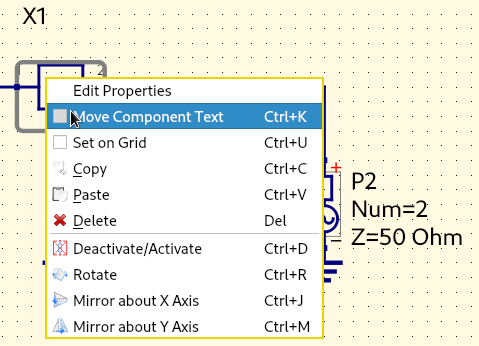 X1
2
Edit Properties
Move Component Text Ctrl+K
Set on Grid Ctrl+U
Copy Ctrl+C
Paste Ctrl+V
Delete Del
Deactivate/Activate Ctrl+D
Rotate Ctrl+R
Mirror about X Axis Ctrl+J
Mirror about Y Axis Ctrl+M
+
P2
Num=2
Z=50 Ohm